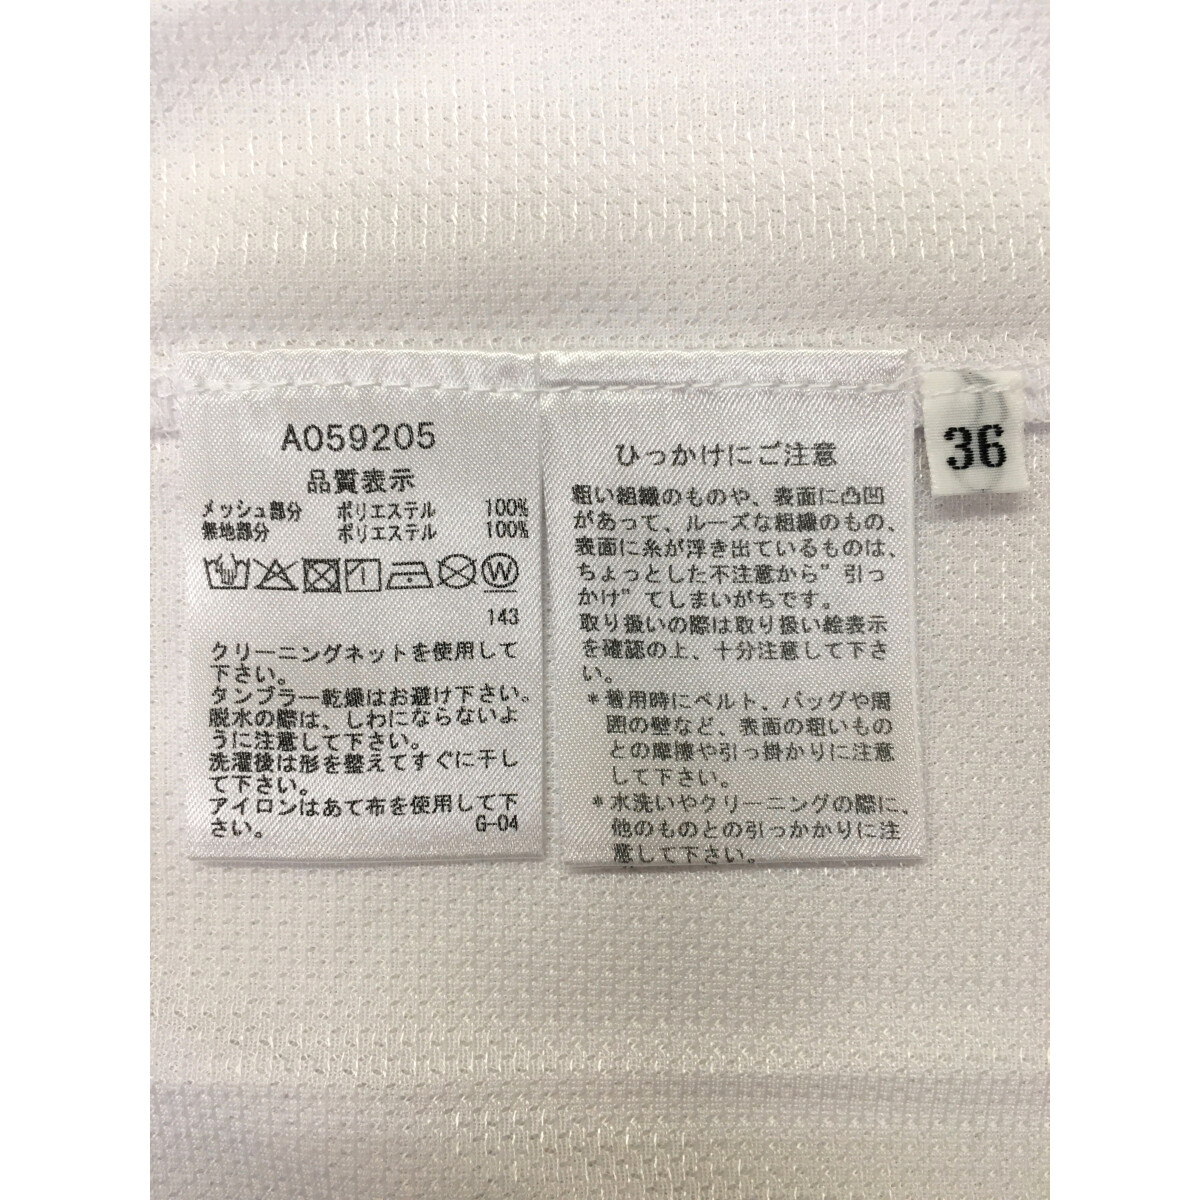 A059205
品質表示
メッシュ部分 ポリエステル 100%
無地部分 ポリエステル 100%
W
143
クリーニングネットを使用して
下さい。
タンブラー乾燥はお避け下さい。
脱水の際は、しわにならないよ
うに注意して下さい。
洗濯後は形を整えてすぐに干し
て下さい。
アイロンはあて布を使用して下
さい。 G-04
ひっかけにご注意
粗い組織のものや、表面に凸凹
があって、ルーズな組織のもの、
表面に糸が浮き出ているものは、
ちょっとした不注意から”引っ
かけ”てしまいがちです。
取り扱いの際は取り扱い絵表示
を確認の上、十分注意して下さ
い。
*着用時にベルト、バッグや周
囲の壁など、表面の粗いもの
との摩擦や引っ掛かりに注意
して下さい。
*水洗いやクリーニングの際に、
他のものとの引っかかりに注
意して下さい。
36